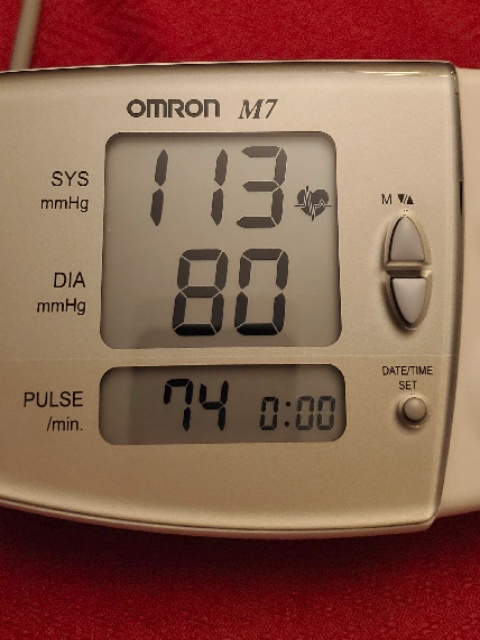 OMRON M7
SYS
mmHg
113
M ▼/▲
DIA
mmHg
80
DATE/TIME
SET
PULSE
/min.
74 0:00